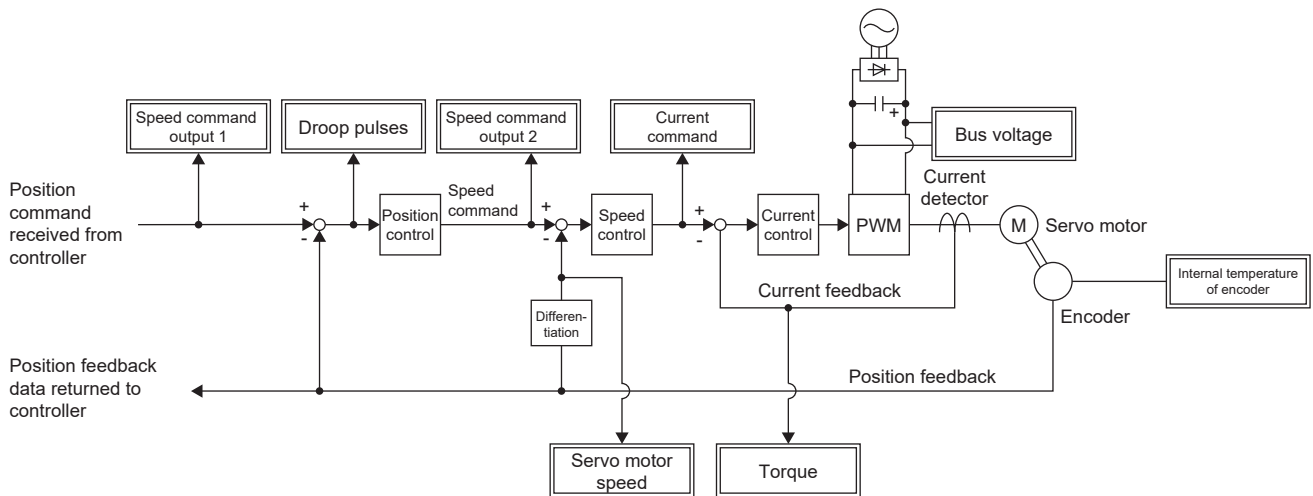 Speed command
output 1
Droop pulses
Speed command
output 2
Current
command
+
Bus voltage
Position
command
received from
controller
+
-
Position
control
Speed
command
+
-
Speed
control
+
-
Current
control
PWM
Current
detector
M
Servo motor
Internal temperature
of encoder
Encoder
Current feedback
Differen-
tiation
Position feedback
data returned to
controller
Position feedback
Servo motor
speed
Torque